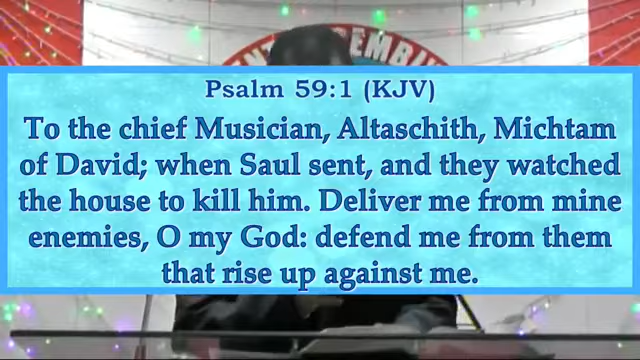 Psalm 59:1 (KJV)
To the chief Musician, Altaschith, Michtam
of David; when Saul sent, and they watched
the house to kill him. Deliver me from mine
enemies, O my God: defend me from them
that rise up against me.